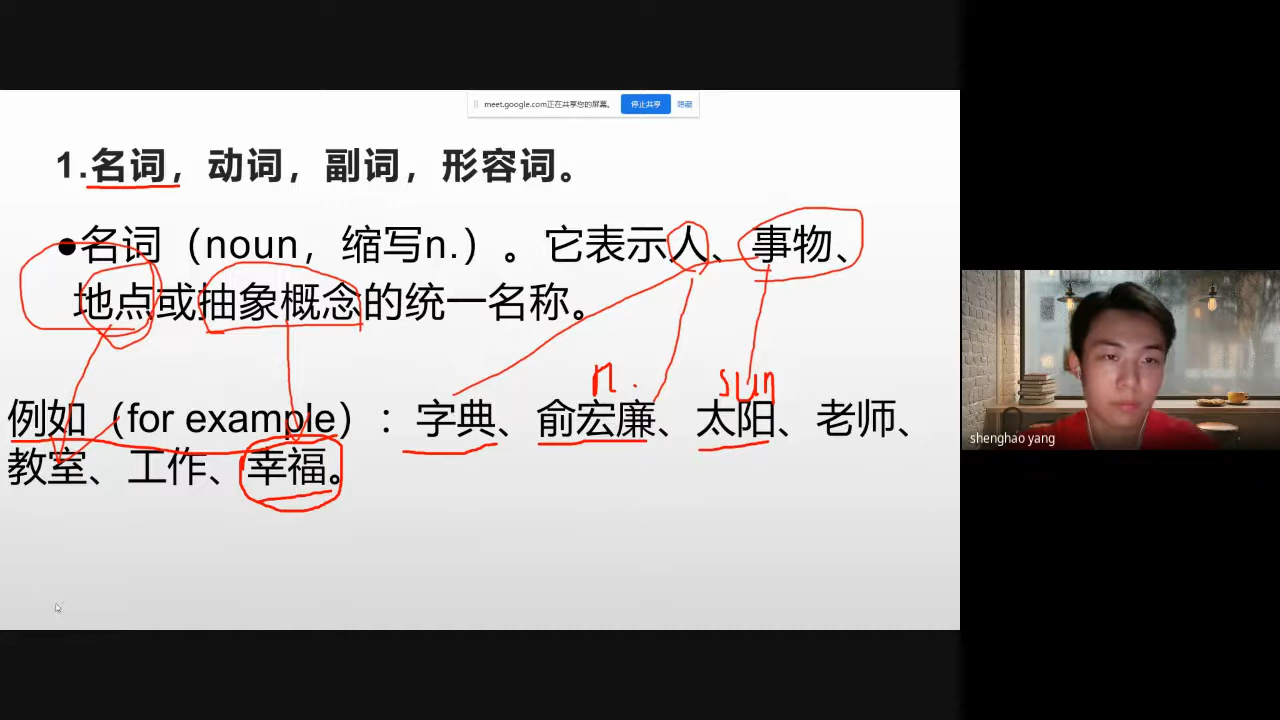 meet.google.com正在共享您的屏幕。 停止共享 隐藏
1.名词，动词，副词，形容词。
●名词（noun，缩写n.）。它表示人、事物、
地点或抽象概念的统一名称。
n. sun
例如（for example）：字典、俞宏廉、太阳、老师、
教室、工作、幸福。
shenghao yang